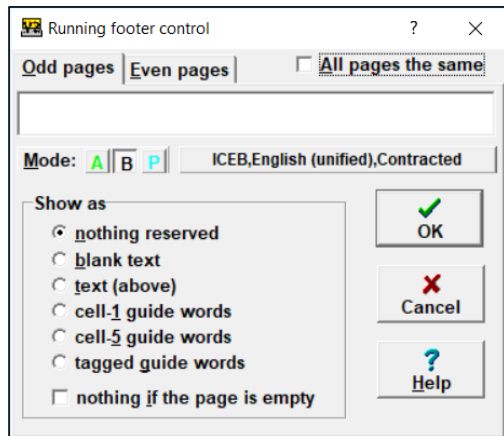 Running footer control ?
Odd pages Even pages All pages the same
Mode: A B P ICEB,English (unified),Contracted
Show as
nothing reserved
blank text
text (above)
cell-1 guide words
cell-5 guide words
tagged guide words
nothing if the page is empty
OK
Cancel
?
Help